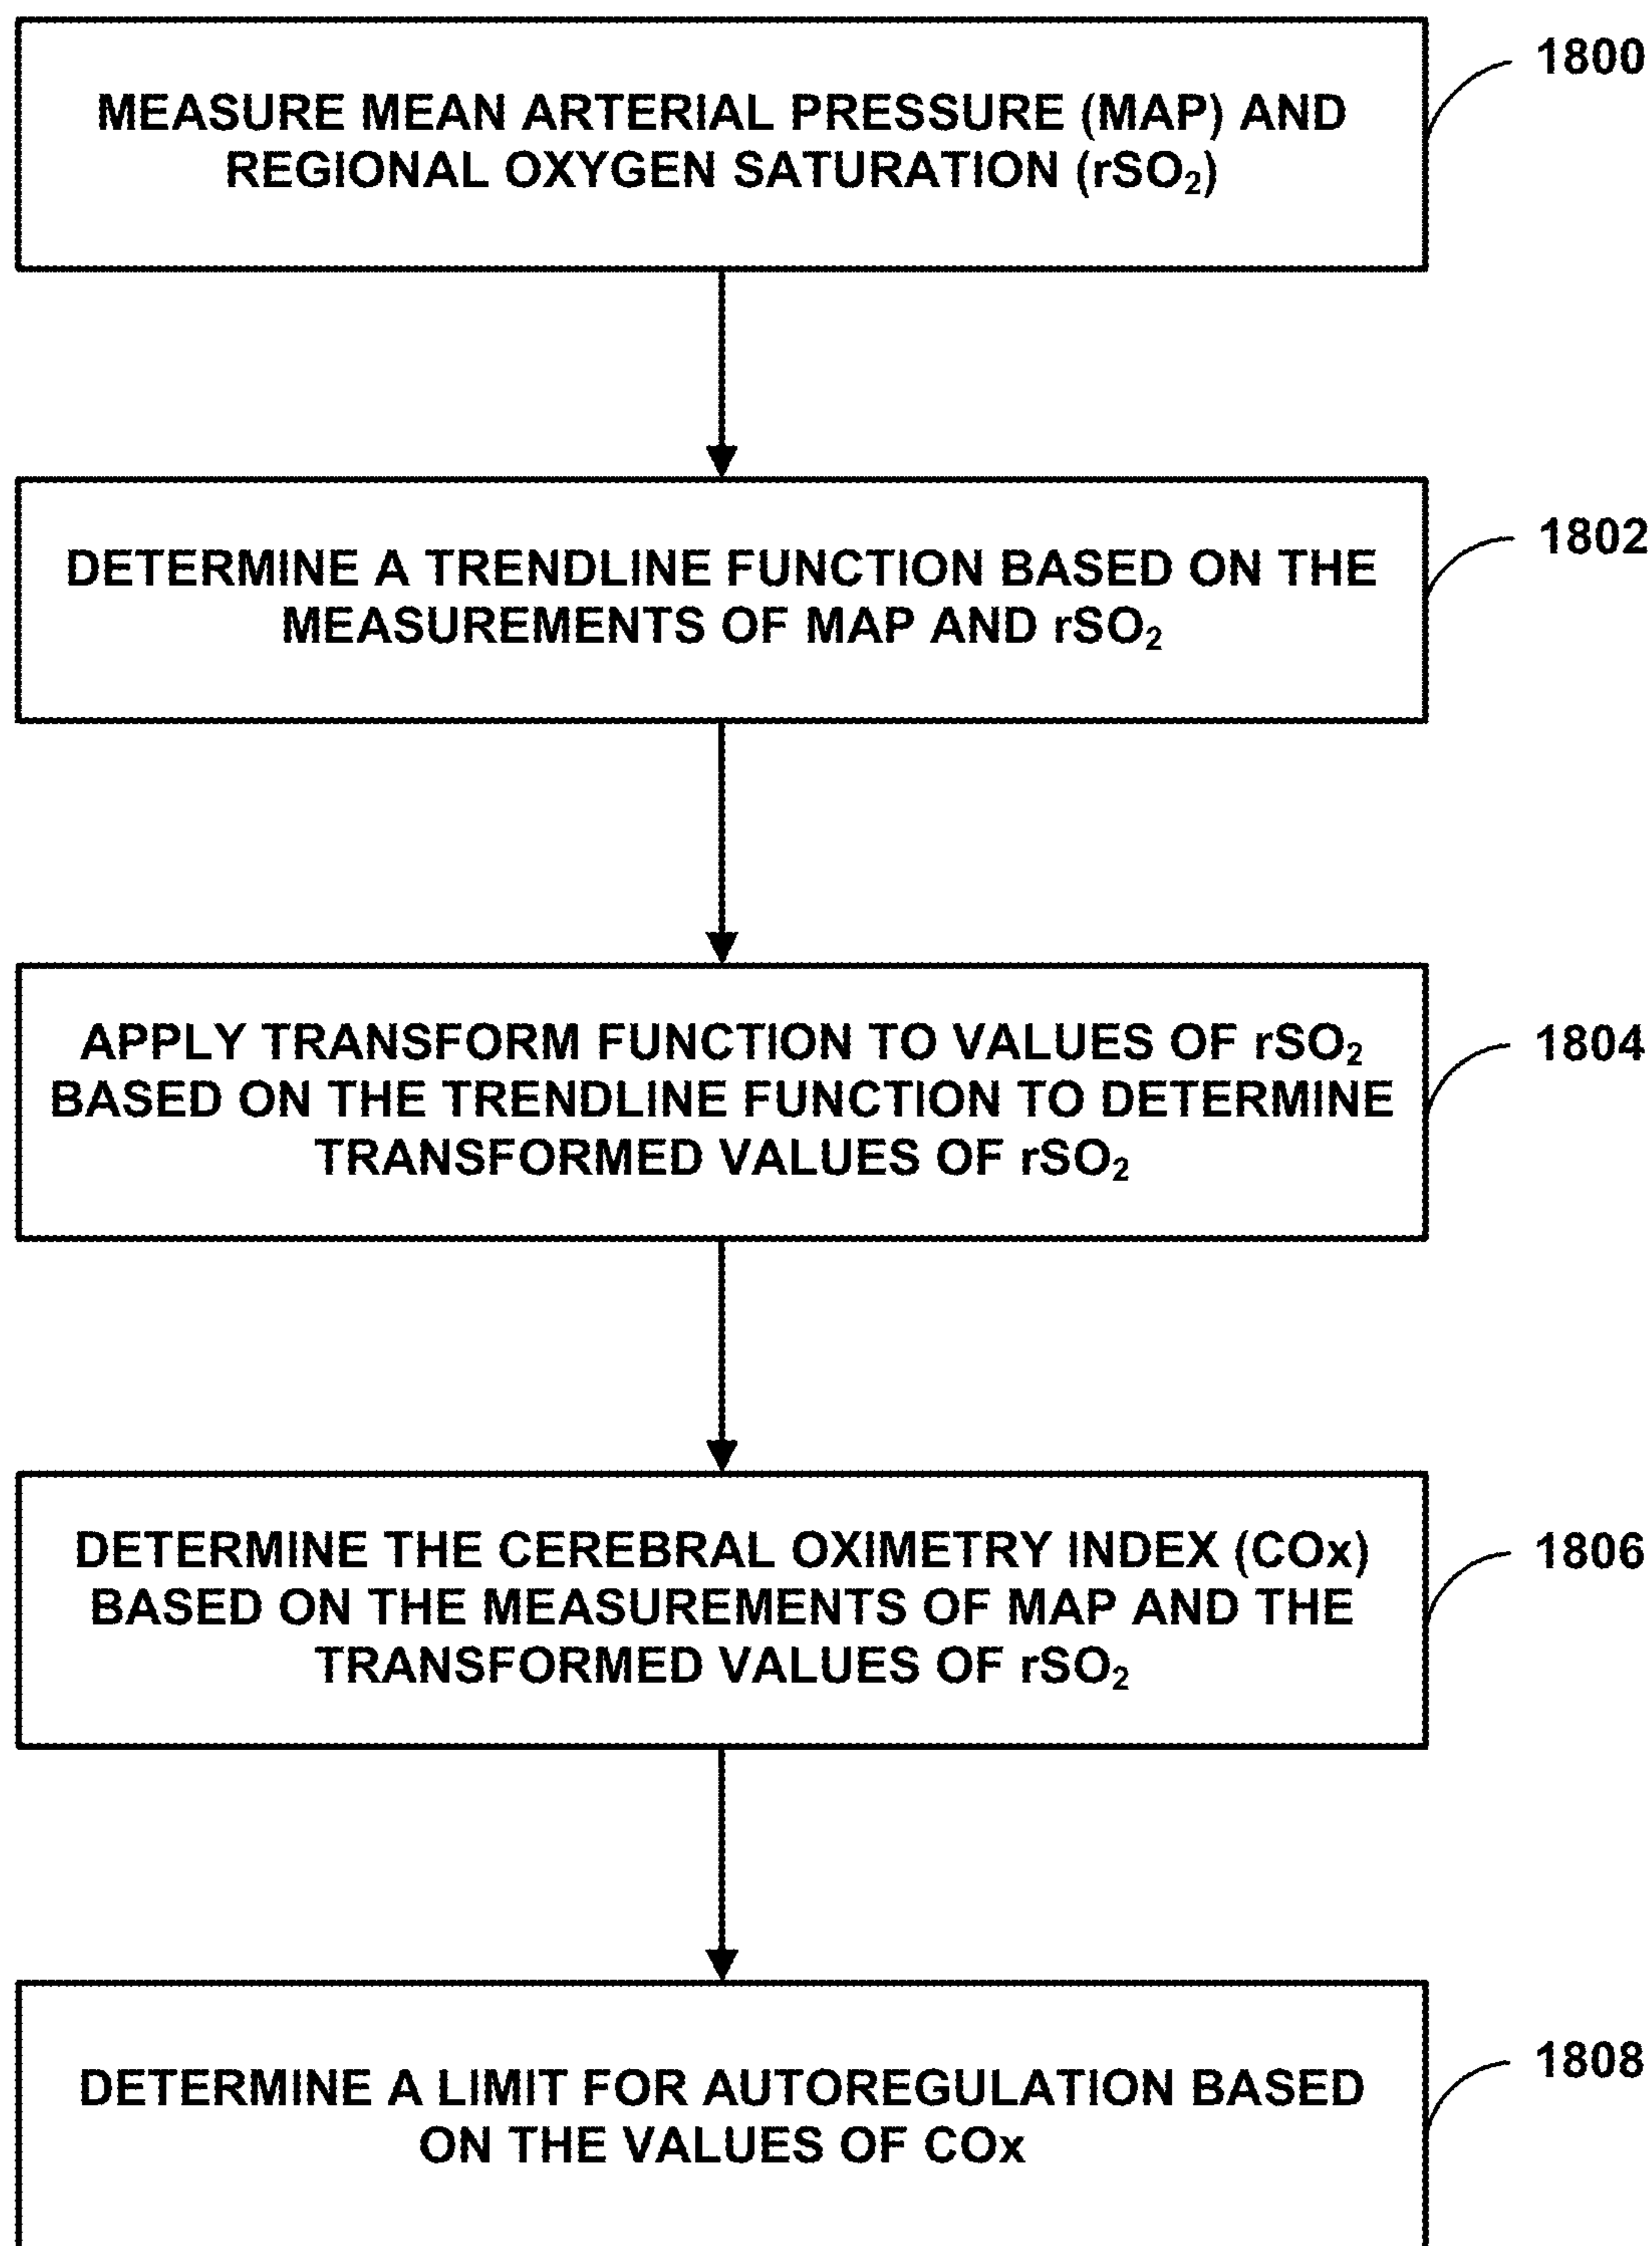 1800
MEASURE MEAN ARTERIAL PRESSURE (MAP) AND
REGIONAL OXYGEN SATURATION (rSO₂)
1802
DETERMINE A TRENDLINE FUNCTION BASED ON THE
MEASUREMENTS OF MAP AND rSO₂
1804
APPLY TRANSFORM FUNCTION TO VALUES OF rSO₂
BASED ON THE TRENDLINE FUNCTION TO DETERMINE
TRANSFORMED VALUES OF rSO₂
1806
DETERMINE THE CEREBRAL OXIMETRY INDEX (COx)
BASED ON THE MEASUREMENTS OF MAP AND THE
TRANSFORMED VALUES OF rSO₂
1808
DETERMINE A LIMIT FOR AUTOREGULATION BASED
ON THE VALUES OF COx